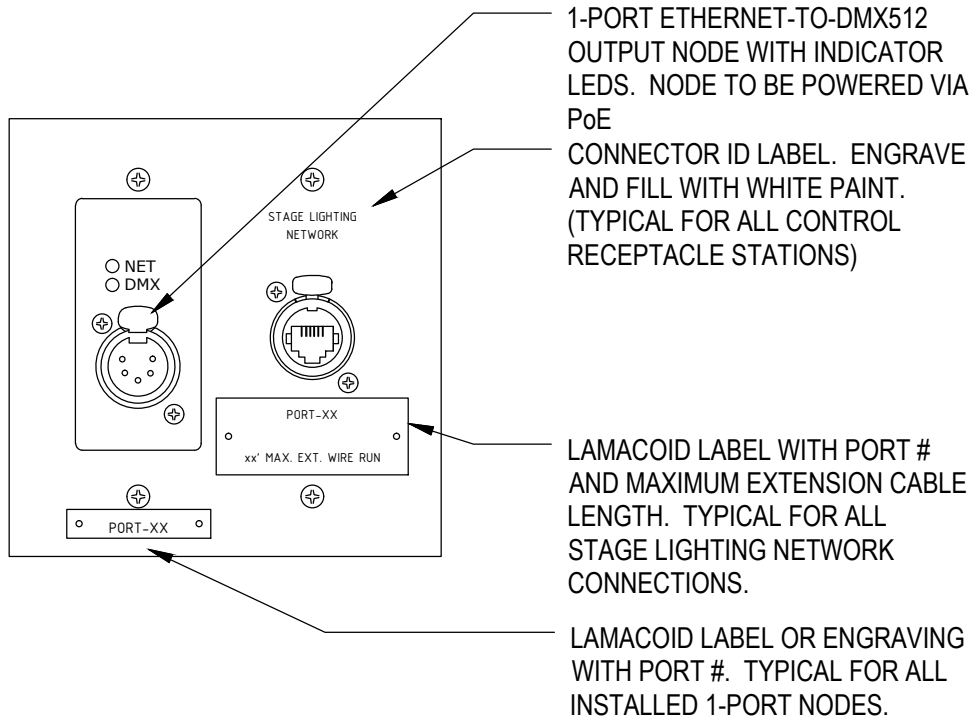 1-PORT ETHERNET-TO-DMX512
OUTPUT NODE WITH INDICATOR
LEDS.  NODE TO BE POWERED VIA
PoE
CONNECTOR ID LABEL.  ENGRAVE
AND FILL WITH WHITE PAINT.
(TYPICAL FOR ALL CONTROL
RECEPTACLE STATIONS)
STAGE LIGHTING
NETWORK
NET
DMX
PORT-XX
xx' MAX. EXT. WIRE RUN
PORT-XX
LAMACOID LABEL WITH PORT #
AND MAXIMUM EXTENSION CABLE
LENGTH.  TYPICAL FOR ALL
STAGE LIGHTING NETWORK
CONNECTIONS.
LAMACOID LABEL OR ENGRAVING
WITH PORT #.  TYPICAL FOR ALL
INSTALLED 1-PORT NODES.